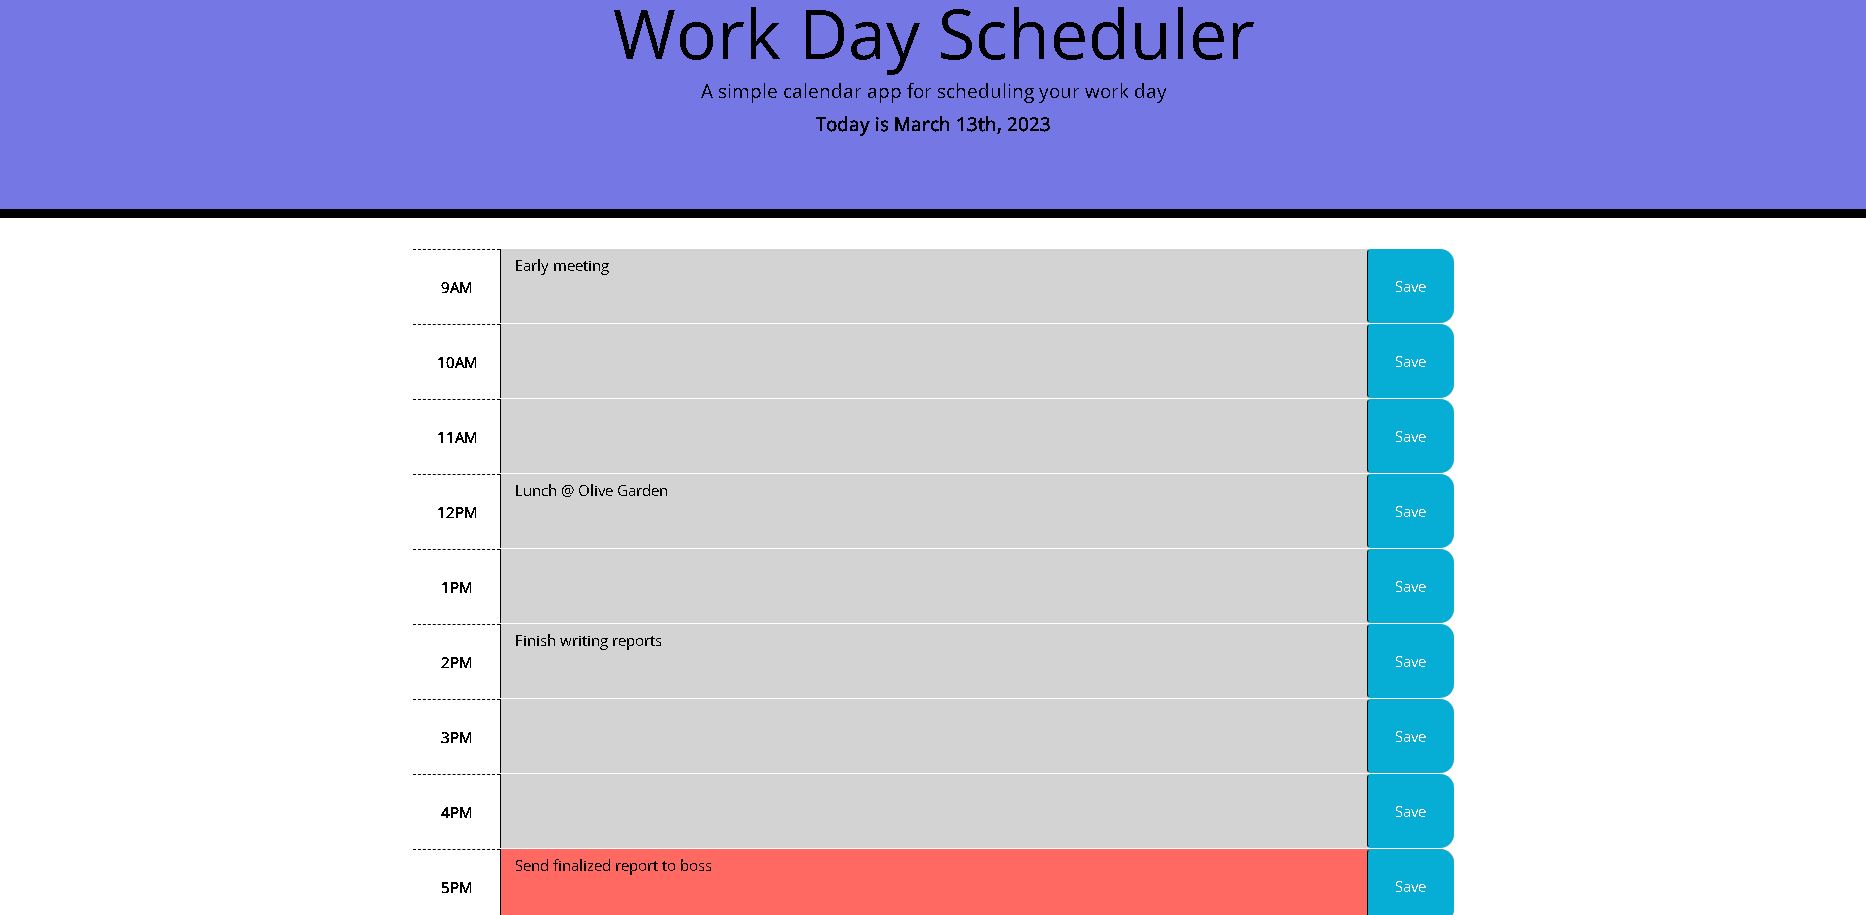 Work Day Scheduler
A simple calendar app for scheduling your work day
Today is March 13th, 2023
Early meeting
9AM
Save
10AM
Save
11AM
Save
Lunch @ Olive Garden
12PM
Save
1PM
Save
Finish writing reports
2PM
Save
3PM
Save
4PM
Save
Send finalized report to boss
5PM
Save